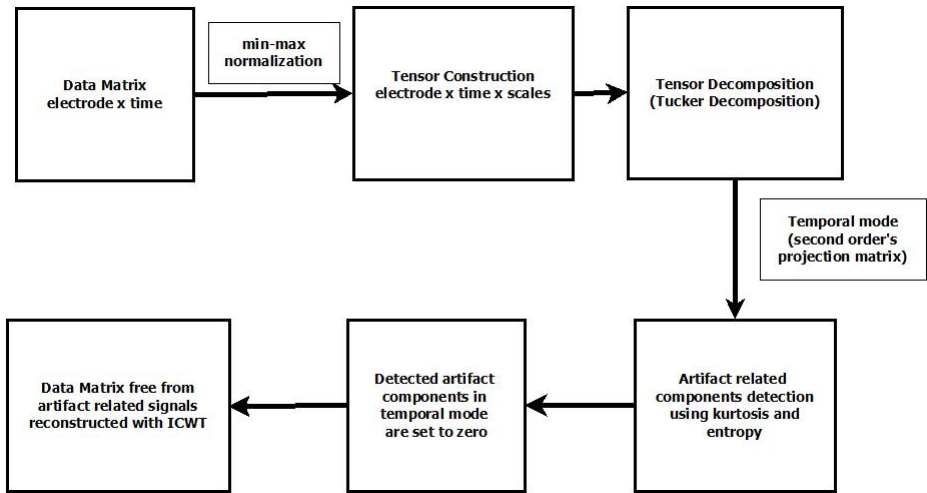 Data Matrix
electrode x time
min-max
normalization
Tensor Construction
electrode x time x scales
Tensor Decomposition
(Tucker Decomposition)
Temporal mode
(second order's
projection matrix)
Artifact related
components detection
using kurtosis and
entropy
Detected artifact
components in
temporal mode
are set to zero
Data Matrix free from
artifact related signals
reconstructed with ICWT